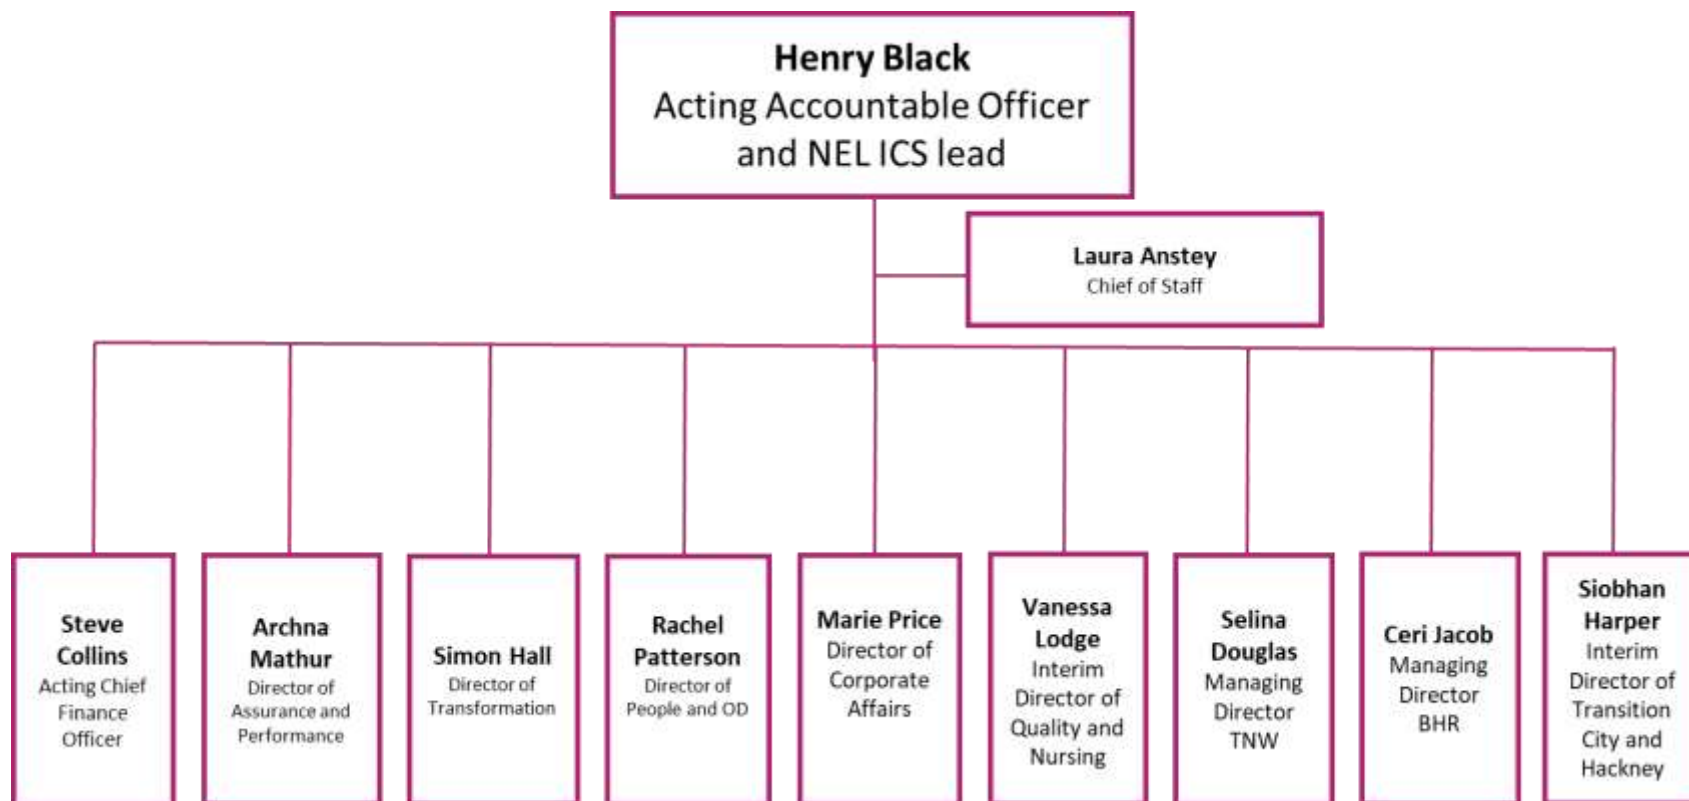 Henry Black
Acting Accountable Officer
and NEL ICS lead
Laura Anstey
Chief of Staff
Steve
Collins
Acting Chief
Finance
Officer
Archna
Mathur
Director of
Assurance and
Performance
Simon Hall
Director of
Transformation
Rachel
Patterson
Director of
People and OD
Marie Price
Director of
Corporate
Affairs
Vanessa
Lodge
Interim
Director of
Quality and
Nursing
Selina
Douglas
Managing
Director
TNW
Ceri Jacob
Managing
Director
BHR
Siobhan
Harper
Interim
Director of
Transition
City and
Hackney